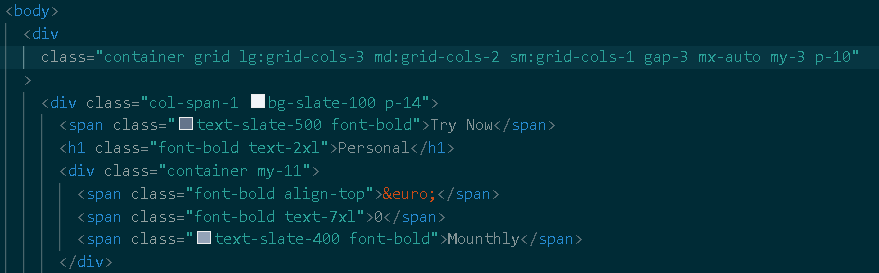 <body>
<div
class="container grid lg:grid-cols-3 md:grid-cols-2 sm:grid-cols-1 gap-3 mx-auto my-3 p-10"
>
<div class="col-span-1 bg-slate-100 p-14">
<span class="text-slate-500 font-bold">Try Now</span>
<h1 class="font-bold text-2xl">Personal</h1>
<div class="container my-11">
<span class="font-bold align-top">&euro;</span>
<span class="font-bold text-7xl">0</span>
<span class="text-slate-400 font-bold">Mounthly</span>
</div>